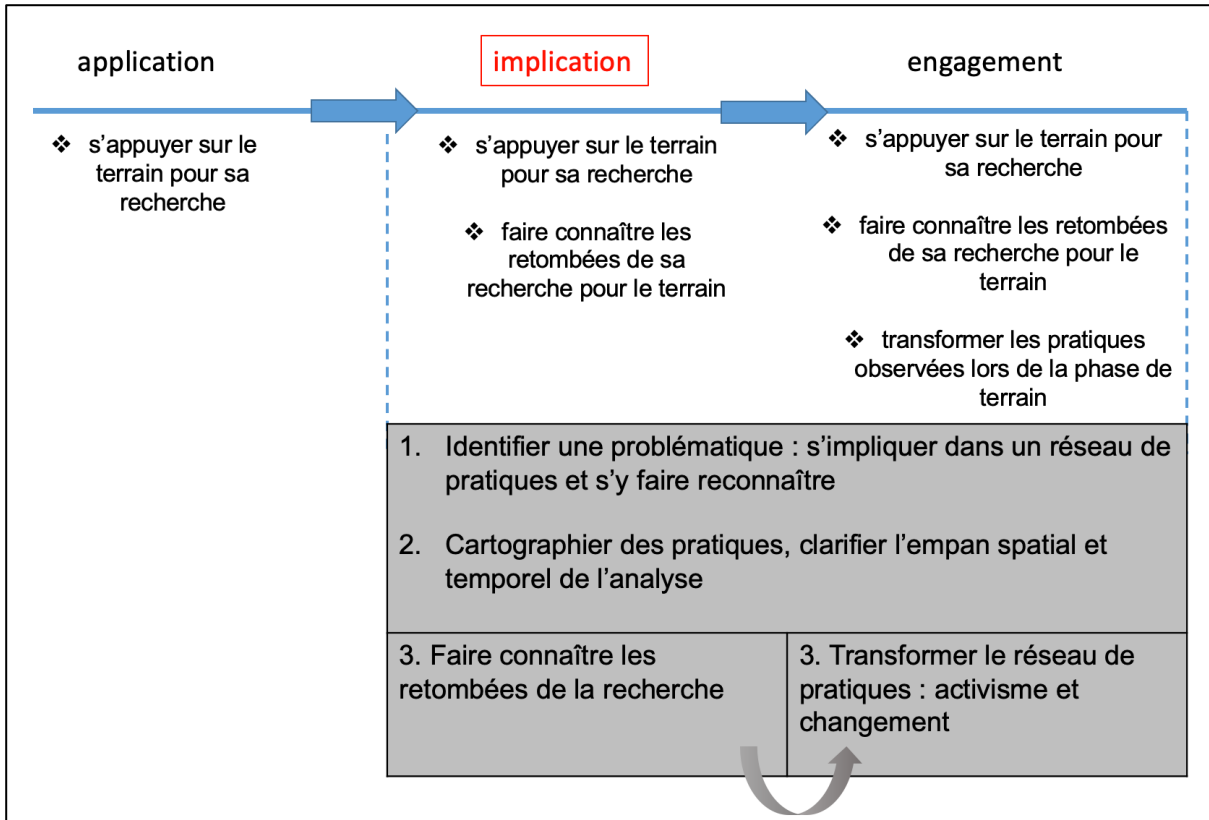 application
implication
engagement
❖ s’appuyer sur le
terrain pour sa
recherche
❖ s’appuyer sur le terrain
pour sa recherche
❖ faire connaître les
retombées de sa
recherche pour le terrain
❖ s’appuyer sur le terrain pour
sa recherche
❖ faire connaître les retombées
de sa recherche pour le
terrain
❖ transformer les pratiques
observées lors de la phase de
terrain
1. Identifier une problématique : s’impliquer dans un réseau de
pratiques et s’y faire reconnaître
2. Cartographier des pratiques, clarifier l’empan spatial et
temporel de l’analyse
3. Faire connaître les
retombées de la recherche
3. Transformer le réseau de
pratiques : activisme et
changement